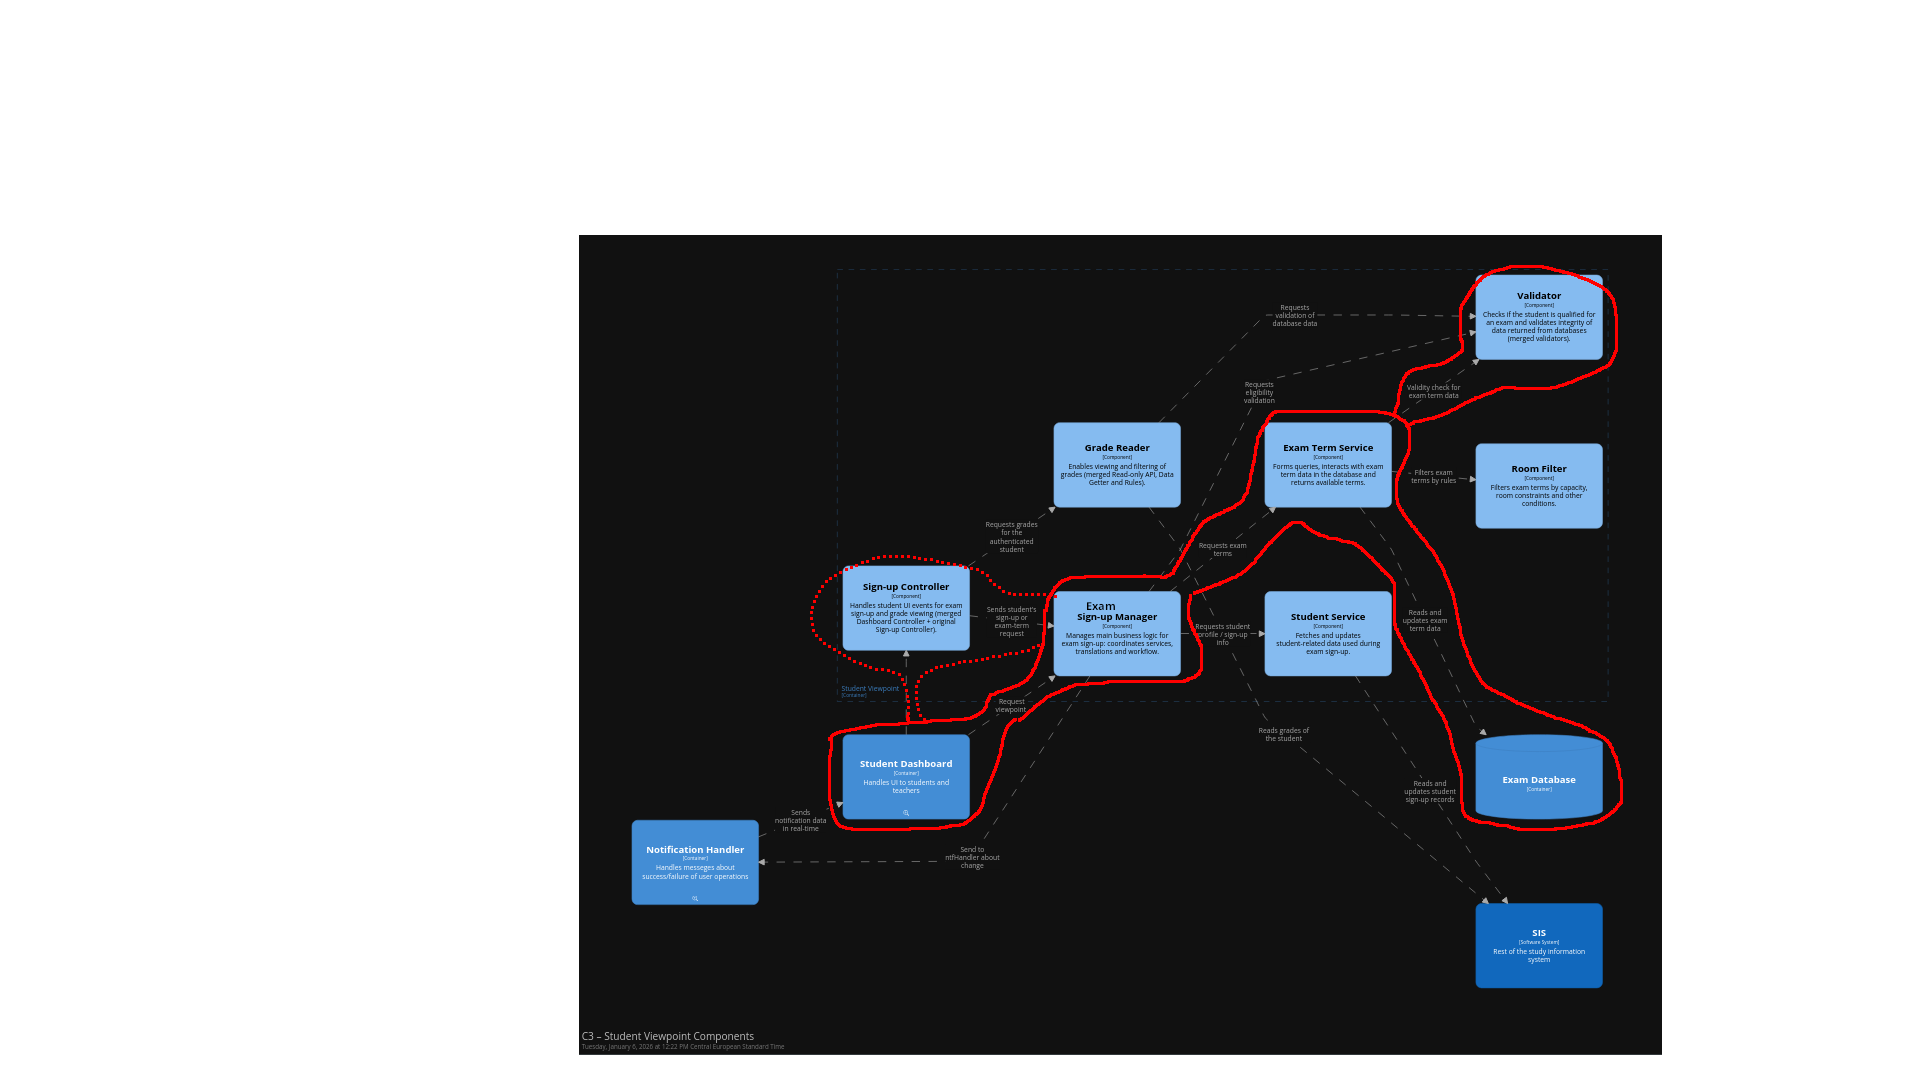 Validator
[Component]
Checks if the student is qualified for
an exam and validates integrity of
data returned from databases
(merged validators).
Requests
validation of
database data
Requests
eligibility
validation
Validity check for
exam term data
Grade Reader
[Component]
Enables viewing and filtering of
grades (merged Read-only API, Data
Getter and Rules).
Exam Term Service
[Component]
Forms queries, interacts with exam
term data in the database and
returns available terms.
Filters exam
terms by rules
Room Filter
[Component]
Filters exam terms by capacity,
room constraints and other
conditions.
Requests grades
for the
authenticated
student
Requests exam
terms
Sign-up Controller
[Component]
Handles student UI events for exam
sign-up and grade viewing (merged
Dashboard Controller + original
Sign-up Controller).
Sends student's
sign-up or
exam-term
request
Exam
Sign-up Manager
[Component]
Manages main business logic for
exam sign-up: coordinates services,
translations and workflow.
Requests student
profile / sign-up
info
Student Service
[Component]
Fetches and updates
student-related data used during
exam sign-up.
Reads and
updates exam
term data
Student Viewpoint
[Container]
Request
viewpoint
Reads grades of
the student
Student Dashboard
[Container]
Handles UI to students and
teachers
Exam Database
[Container]
Reads and
updates student
sign-up records
Sends
notification data
in real-time
Notification Handler
[Container]
Handles messeges about
success/failure of user operations
Send to
ntfHandler about
change
SIS
[Software System]
Rest of the study information
system
C3 – Student Viewpoint Components
Tuesday, January 6, 2026 at 12:22 PM Central European Standard Time